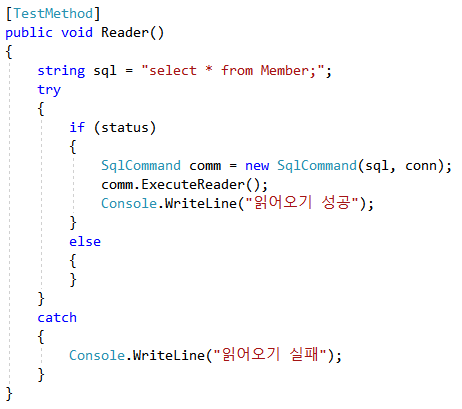 [TestMethod]
public void Reader()
{
    string sql = "select * from Member;";
    try
    {
        if (status)
        {
            SqlCommand comm = new SqlCommand(sql, conn);
            comm.ExecuteReader();
            Console.WriteLine("읽어오기 성공");
        }
        else
        {
        }
    }
    catch
    {
        Console.WriteLine("읽어오기 실패");
    }
}